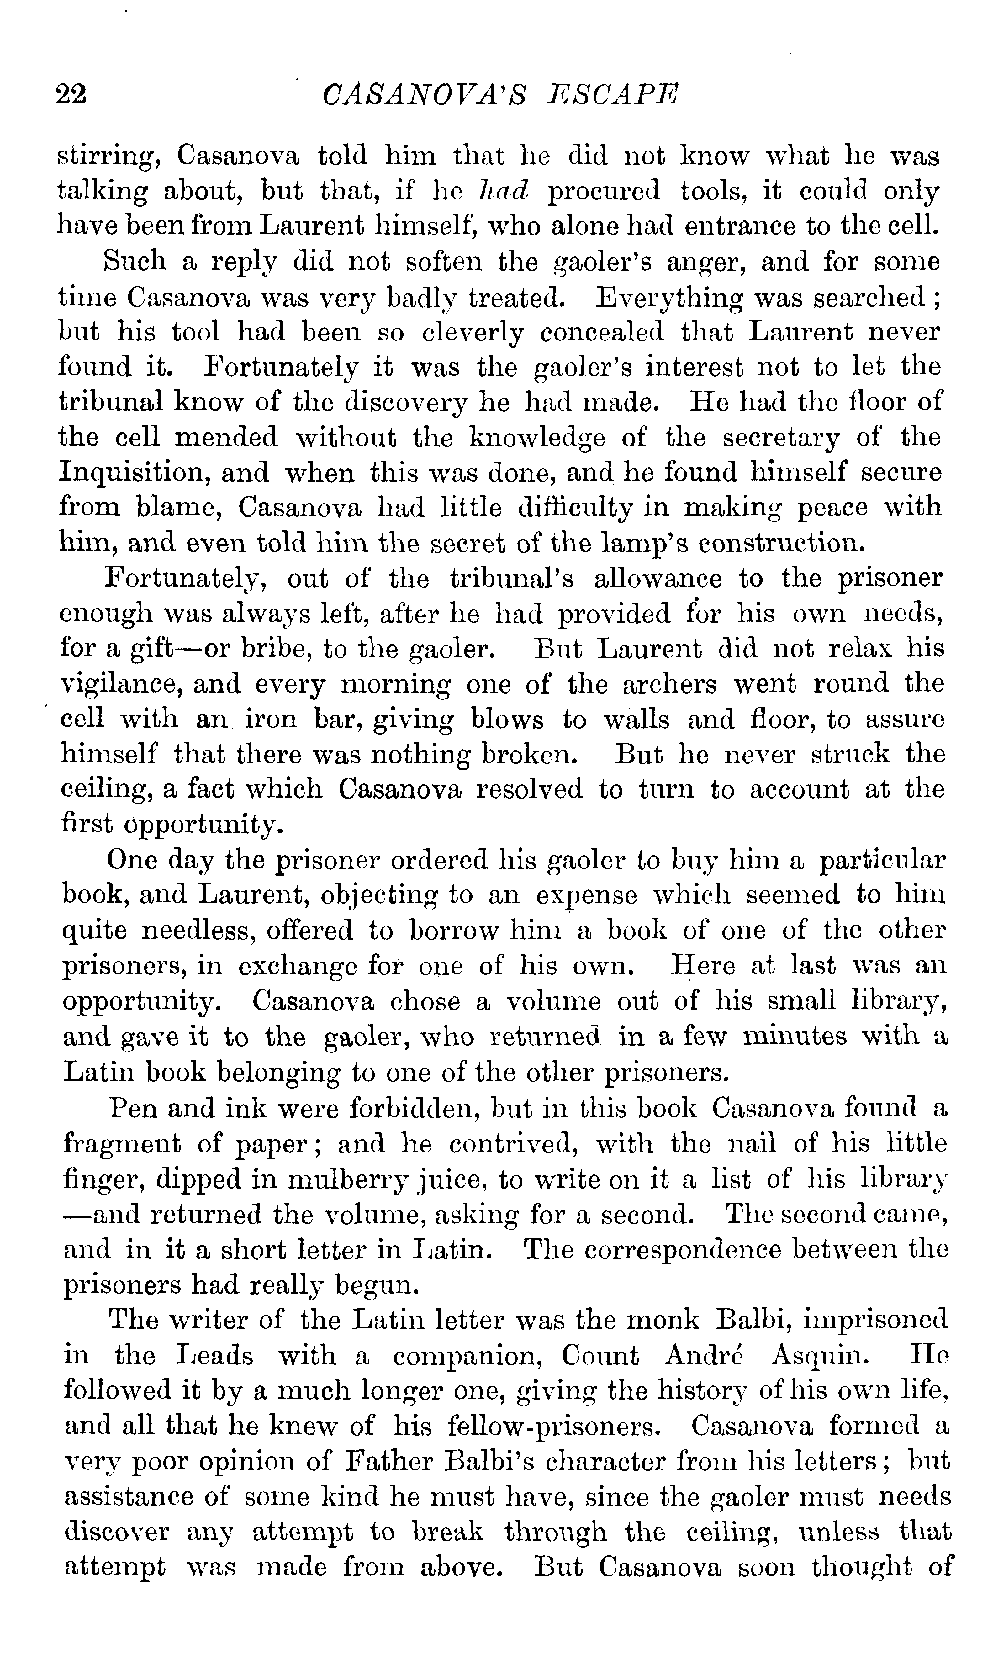 22 CASANOVA'S ESCAPE
stirring, Casanova told him that he did not know what he was
talking about, but that, if he had procured tools, it could only
have been from Laurent himself, who alone had entrance to the cell.
Such a reply did not soften the gaoler's anger, and for some
time Casanova was very badly treated. Everything was searched ;
but his tool had been so cleverly concealed that Laurent never
found it. Fortunately it was the gaoler's interest not to let the
tribunal know of the discovery he had made. He had the floor of
the cell mended without the knowledge of the secretary of the
Inquisition, and when this was done, and he found himself secure
from blame, Casanova had little difficulty in making peace with
him, and even told him the secret of the lamp's construction.
Fortunately, out of the tribunal's allowance to the prisoner
enough was always left, after he had provided for his own needs,
for a gift—or bribe, to the gaoler. But Laurent did not relax his
vigilance, and every morning one of the archers went round the
cell with an iron bar, giving blows to walls and floor, to assure
himself that there was nothing broken. But he never struck the
ceiling, a fact which Casanova resolved to turn to account at the
first opportunity.
One day the prisoner ordered his gaoler to buy him a particular
book, and Laurent, objecting to an expense which seemed to him
quite needless, offered to borrow him a book of one of the other
prisoners, in exchange for one of his own. Here at last was an
opportunity. Casanova chose a volume out of his small library,
and gave it to the gaoler, who returned in a few minutes with a
Latin book belonging to one of the other prisoners.
Pen and ink were forbidden, but in this book Casanova found a
fragment of paper ; and he contrived, with the nail of his little
finger, dipped in mulberry juice, to write on it a list of his library
—and returned the volume, asking for a second. The second came,
and in it a short letter in Latin. The correspondence between the
prisoners had really begun.
The writer of the Latin letter was the monk Balbi, imprisoned
in the Leads with a companion, Count André Asquin. He
followed it by a much longer one, giving the history of his own life,
and all that he knew of his fellow-prisoners. Casanova formed a
very poor opinion of Father Balbi's character from his letters ; but
assistance of some kind he must have, since the gaoler must needs
discover any attempt to break through the ceiling, unless that
attempt was made from above. But Casanova soon thought of